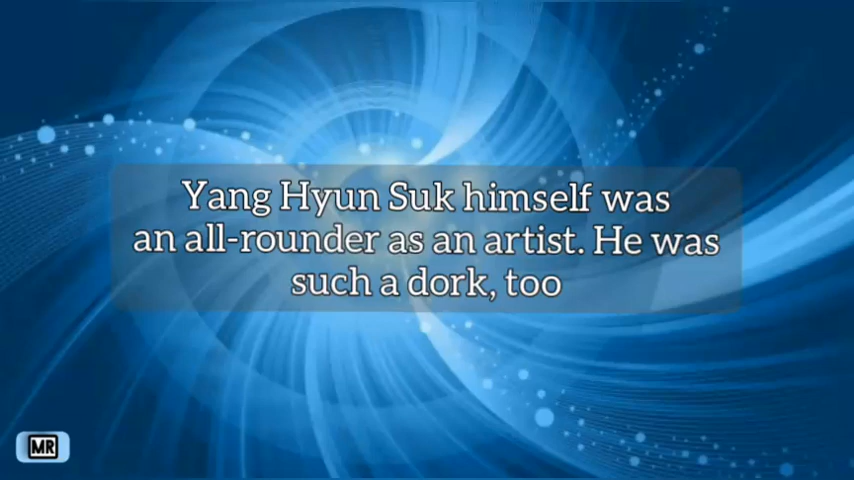 Yang Hyun Suk himself was
an all-rounder as an artist. He was
such a dork, too
MR